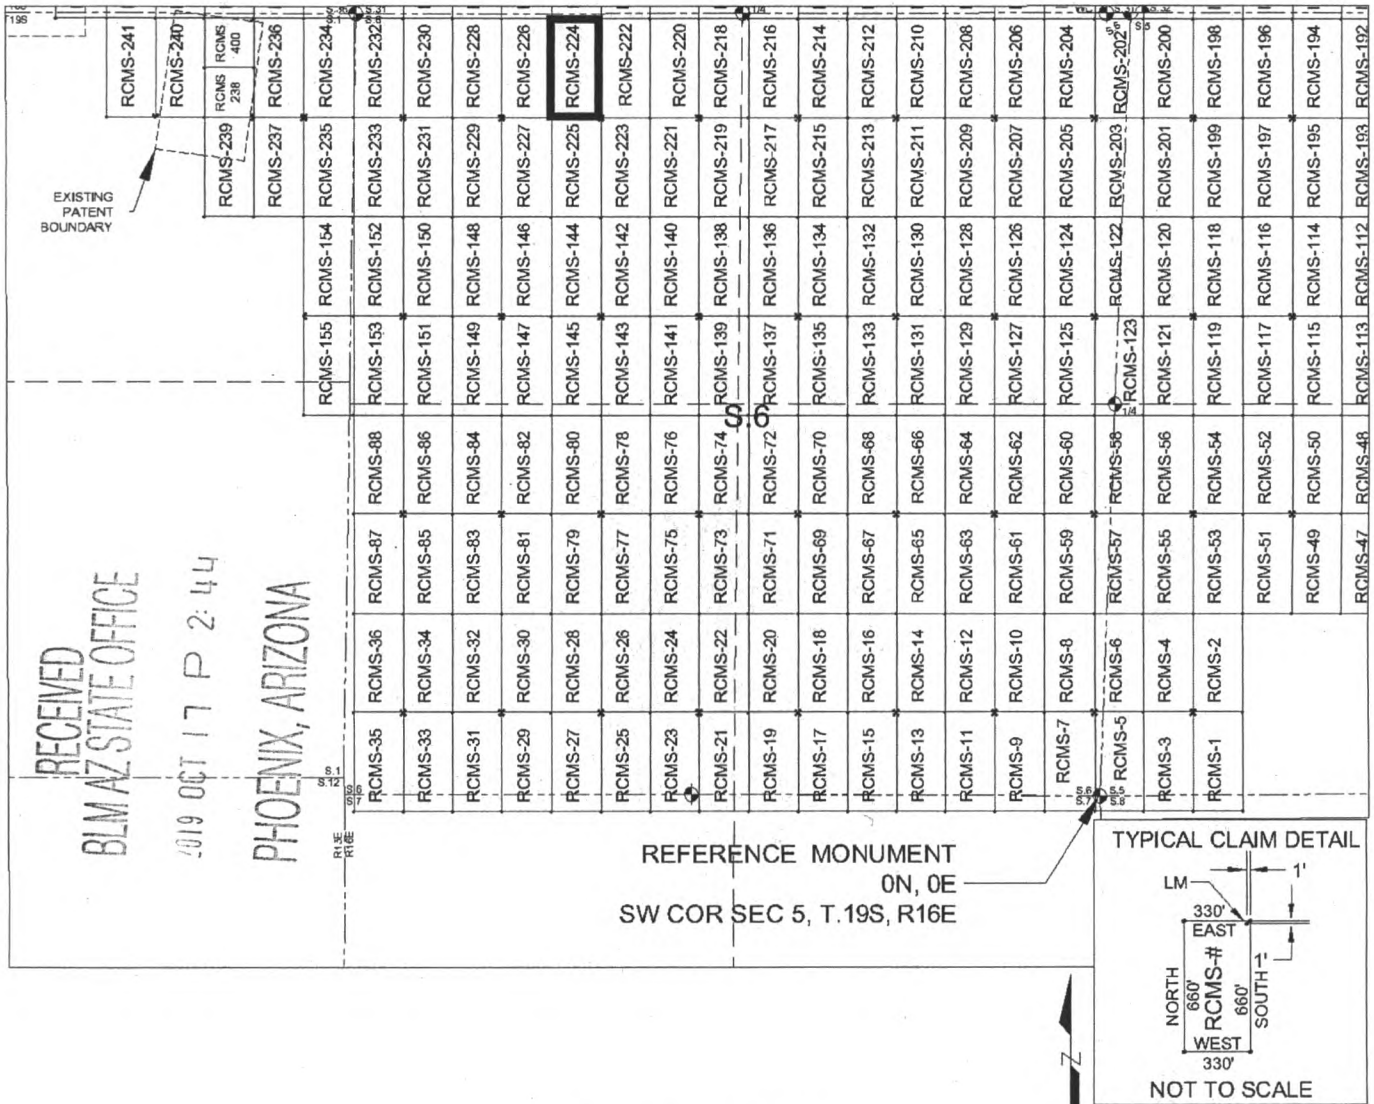 T19S
S.1 S.6
1/4
S.5
RCMS-241
RCMS-240
RCMS 400
RCMS 238
RCMS-236
RCMS-234
RCMS-232
RCMS-230
RCMS-228
RCMS-226
RCMS-224
RCMS-222
RCMS-220
RCMS-218
RCMS-216
RCMS-214
RCMS-212
RCMS-210
RCMS-208
RCMS-206
RCMS-204
RCMS-202
RCMS-200
RCMS-198
RCMS-196
RCMS-194
RCMS-192
RCMS-239
RCMS-237
RCMS-235
RCMS-233
RCMS-231
RCMS-229
RCMS-227
RCMS-225
RCMS-223
RCMS-221
RCMS-219
RCMS-217
RCMS-215
RCMS-213
RCMS-211
RCMS-209
RCMS-207
RCMS-205
RCMS-203
RCMS-201
RCMS-199
RCMS-197
RCMS-195
RCMS-193
EXISTING
PATENT
BOUNDARY
RCMS-154
RCMS-152
RCMS-150
RCMS-148
RCMS-146
RCMS-144
RCMS-142
RCMS-140
RCMS-138
RCMS-136
RCMS-134
RCMS-132
RCMS-130
RCMS-128
RCMS-126
RCMS-124
RCMS-122
RCMS-120
RCMS-118
RCMS-116
RCMS-114
RCMS-112
RCMS-155
RCMS-153
RCMS-151
RCMS-149
RCMS-147
RCMS-145
RCMS-143
RCMS-141
RCMS-139
RCMS-137
RCMS-135
RCMS-133
RCMS-131
RCMS-129
RCMS-127
RCMS-125
RCMS-123
RCMS-121
RCMS-119
RCMS-117
RCMS-115
RCMS-113
S.6
1/4
RCMS-88
RCMS-86
RCMS-84
RCMS-82
RCMS-80
RCMS-78
RCMS-76
RCMS-74
RCMS-72
RCMS-70
RCMS-68
RCMS-66
RCMS-64
RCMS-62
RCMS-60
RCMS-58
RCMS-56
RCMS-54
RCMS-52
RCMS-50
RCMS-48
RCMS-87
RCMS-85
RCMS-83
RCMS-81
RCMS-79
RCMS-77
RCMS-75
RCMS-73
RCMS-71
RCMS-69
RCMS-67
RCMS-65
RCMS-63
RCMS-61
RCMS-59
RCMS-57
RCMS-55
RCMS-53
RCMS-51
RCMS-49
RCMS-47
RCMS-36
RCMS-34
RCMS-32
RCMS-30
RCMS-28
RCMS-26
RCMS-24
RCMS-22
RCMS-20
RCMS-18
RCMS-16
RCMS-14
RCMS-12
RCMS-10
RCMS-8
RCMS-6
RCMS-4
RCMS-2
RCMS-35
RCMS-33
RCMS-31
RCMS-29
RCMS-27
RCMS-25
RCMS-23
RCMS-21
RCMS-19
RCMS-17
RCMS-15
RCMS-13
RCMS-11
RCMS-9
RCMS-7
RCMS-5
RCMS-3
RCMS-1
S.1
S.12
S.6
S.7
S.6 S.5
S.7 S.8
R15E
R16E
RECEIVED
BLM AZ STATE OFFICE
2019 OCT 17 P 2:44
PHOENIX, ARIZONA
REFERENCE MONUMENT
0N, 0E
SW COR SEC 5, T.19S, R16E
TYPICAL CLAIM DETAIL
1'
LM
330'
EAST
1'
NORTH
660'
RCMS-#
660'
SOUTH
WEST
330'
NOT TO SCALE
N